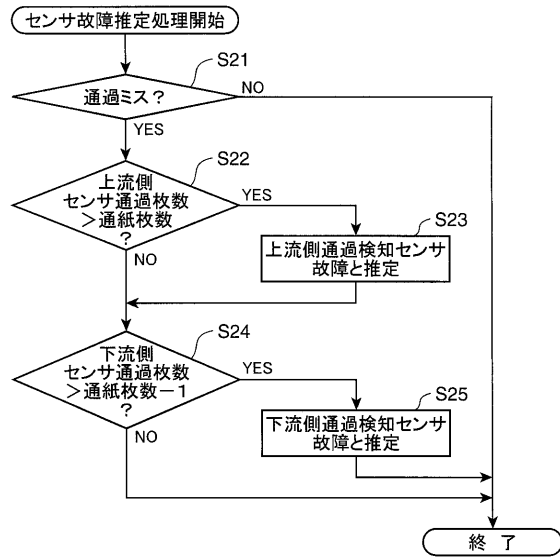 センサ故障推定処理開始
S21
通過ミス？
NO
YES
S22
上流側
センサ通過枚数
＞通紙枚数
？
YES
NO
S23
上流側通過検知センサ
故障と推定
S24
下流側
センサ通過枚数
＞通紙枚数－１
？
YES
NO
S25
下流側通過検知センサ
故障と推定
終 了